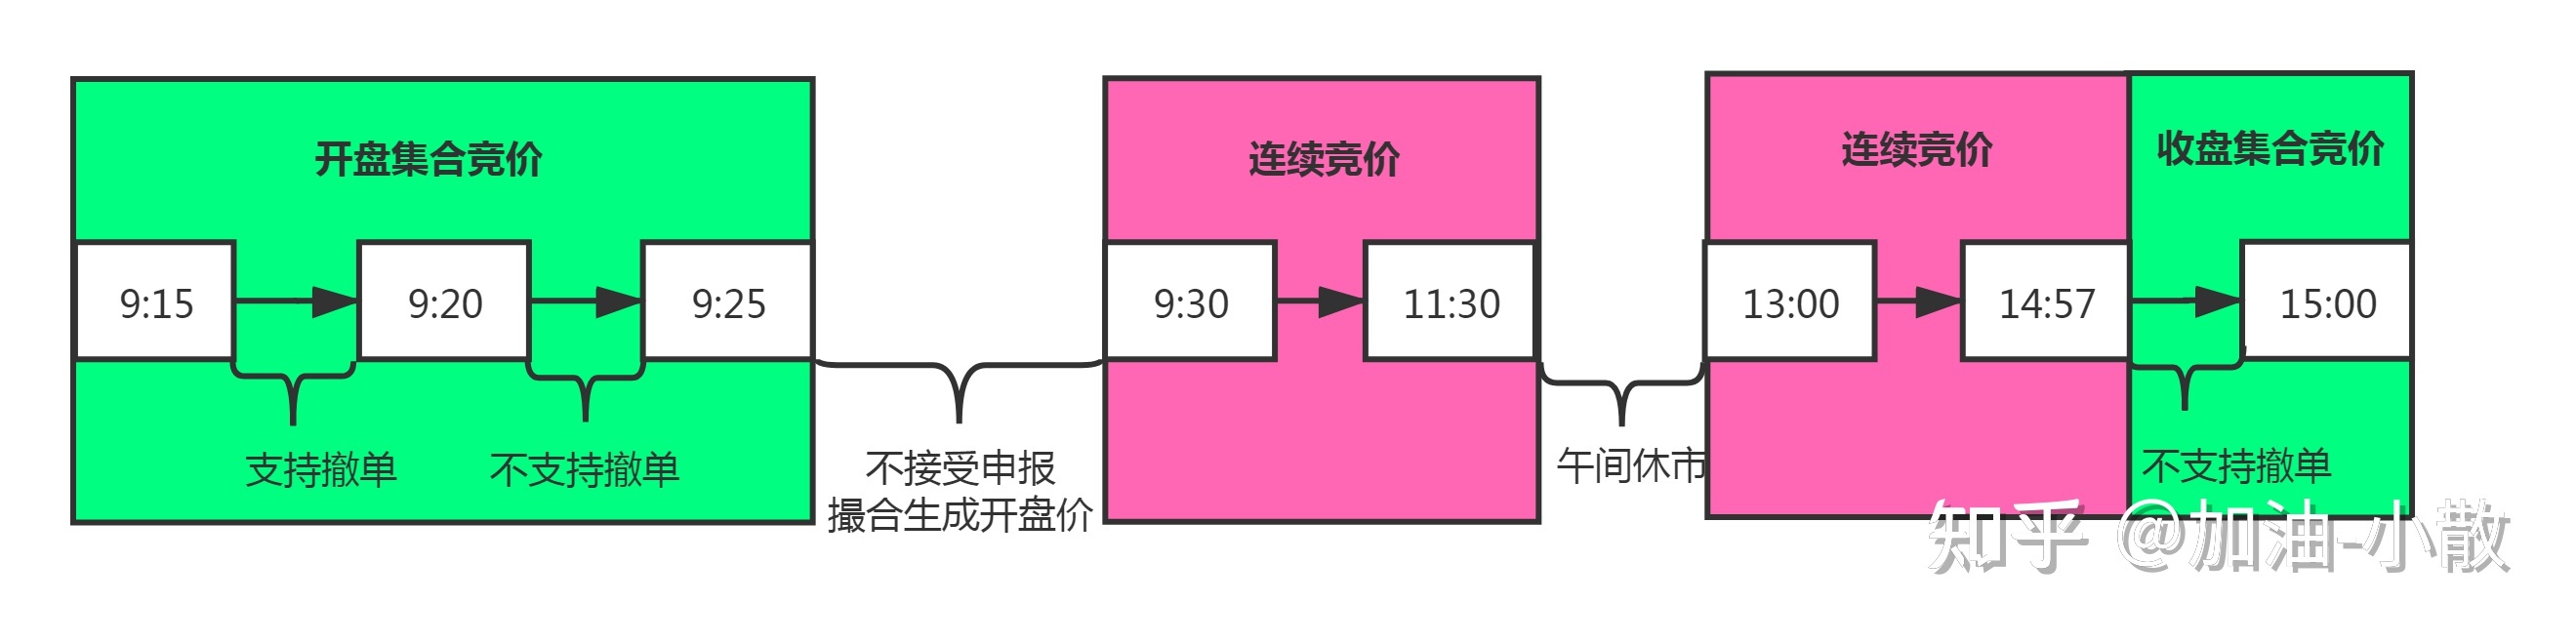 开盘集合竞价
9:15
9:20
9:25
支持撤单
不支持撤单
不接受申报
撮合生成开盘价
连续竞价
9:30
11:30
午间休市
连续竞价
13:00
14:57
收盘集合竞价
15:00
不支持撤单
知乎 @加油-小散